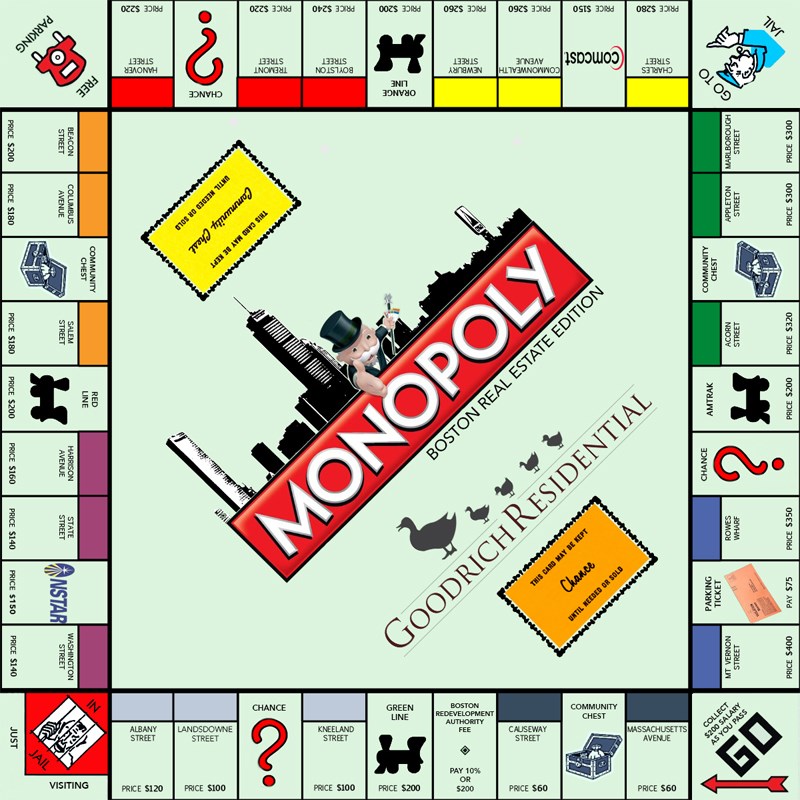 FREE
PARKING
HANOVER
STREET
PRICE $220
CHANCE
TREMONT
STREET
PRICE $220
BOYLSTON
STREET
PRICE $240
ORANGE
LINE
PRICE $200
NEWBURY
STREET
PRICE $260
COMMONWEALTH
AVENUE
PRICE $260
Comcast
PRICE $150
CHARLES
STREET
PRICE $280
GO TO
JAIL
BEACON
STREET
PRICE $200
COLUMBUS
AVENUE
PRICE $180
COMMUNITY
CHEST
SALEM
STREET
PRICE $180
RED
LINE
PRICE $200
HARRISON
AVENUE
PRICE $160
STATE
STREET
PRICE $140
NSTAR
PRICE $150
WASHINGTON
STREET
PRICE $140
THIS CARD MAY BE KEPT
Community Chest
UNTIL NEEDED OR SOLD
MONOPOLY
BOSTON REAL ESTATE EDITION
GOODRICH RESIDENTIAL
THIS CARD MAY BE KEPT
Chance
UNTIL NEEDED OR SOLD
MARLBOROUGH
STREET
PRICE $300
APPLETON
STREET
PRICE $300
COMMUNITY
CHEST
ACORN
STREET
PRICE $320
AMTRAK
PRICE $200
CHANCE
ROWES
WHARF
PRICE $350
PARKING
TICKET
PAY $75
MT VERNON
STREET
PRICE $400
IN
JAIL
JUST
VISITING
ALBANY
STREET
PRICE $120
LANDSDOWNE
STREET
PRICE $100
CHANCE
KNEELAND
STREET
PRICE $100
GREEN
LINE
PRICE $200
BOSTON
REDEVELOPMENT
AUTHORITY
FEE
PAY 10%
OR
$200
CAUSEWAY
STREET
PRICE $60
COMMUNITY
CHEST
MASSACHUSETTS
AVENUE
PRICE $60
COLLECT
$200 SALARY
AS YOU PASS
GO